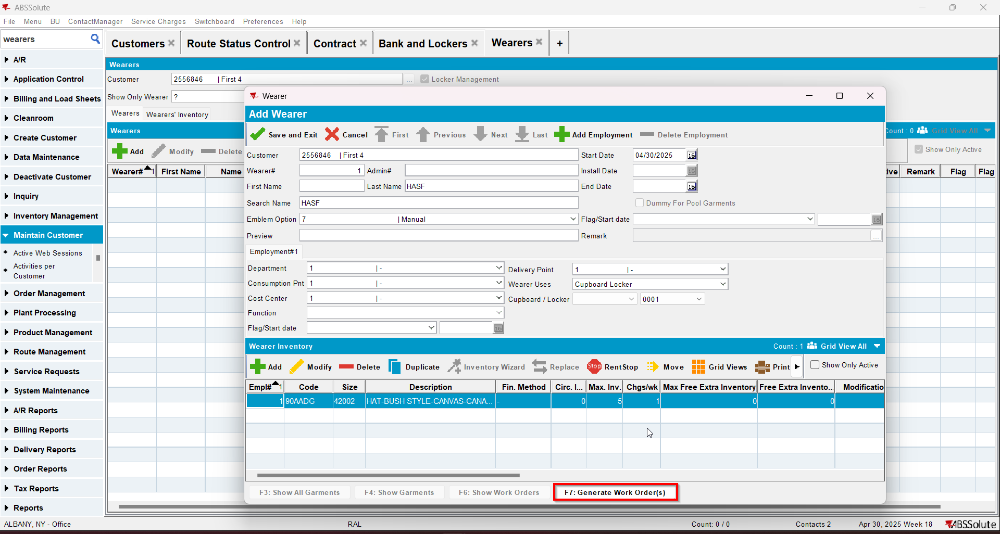 ABSSolute
File Menu BU ContactManager Service Charges Switchboard Preferences Help
wearers
Customers Route Status Control Contract Bank and Lockers Wearers +
A/R
Application Control
Billing and Load Sheets
Cleanroom
Create Customer
Data Maintenance
Deactivate Customer
Inquiry
Inventory Management
Maintain Customer
Active Web Sessions
Activities per
Customer
Order Management
Plant Processing
Product Management
Route Management
Service Requests
System Maintenance
A/R Reports
Billing Reports
Delivery Reports
Order Reports
Tax Reports
Reports
Wearers
Customer 2556846 | First 4 ... Locker Management
Show Only Wearer ?
Wearers Wearers' Inventory
Wearers Count : 0 Grid View All
Add Modify Delete Show Only Active
Wearer# 1 First Name Name ive Remark Flag Flag
Wearer
Add Wearer
Save and Exit Cancel First Previous Next Last Add Employment Delete Employment
Customer 2556846 | First 4 Start Date 04/30/2025 16
Wearer# 1 Admin# Install Date 16
First Name Last Name HASF End Date 16
Search Name HASF Dummy For Pool Garments
Emblem Option 7 | Manual Flag/Start date 16
Preview Remark ...
Employment#1
Department 1 | - Delivery Point 1 | -
Consumption Pnt 1 | - Wearer Uses Cupboard Locker
Cost Center 1 | - Cupboard / Locker 0001
Function
Flag/Start date 16
Wearer Inventory Count : 1 Grid View All
Add Modify Delete Duplicate Inventory Wizard Replace Stop RentStop Move Grid Views Print Show Only Active
Empl# 1 Code Size Description Fin. Method Circ. I... Max. Inv. Chgs/wk Max Free Extra Inventory Free Extra Invento... Modificatio
1 90AADG 42002 HAT-BUSH STYLE-CANVAS-CANA... - 0 5 1 0 0
F3: Show All Garments F4: Show Garments F6: Show Work Orders F7: Generate Work Order(s)
ALBANY, NY - Office RAL Count: 0 / 0 Contacts 2 Apr 30, 2025 Week 18 ABSSolute